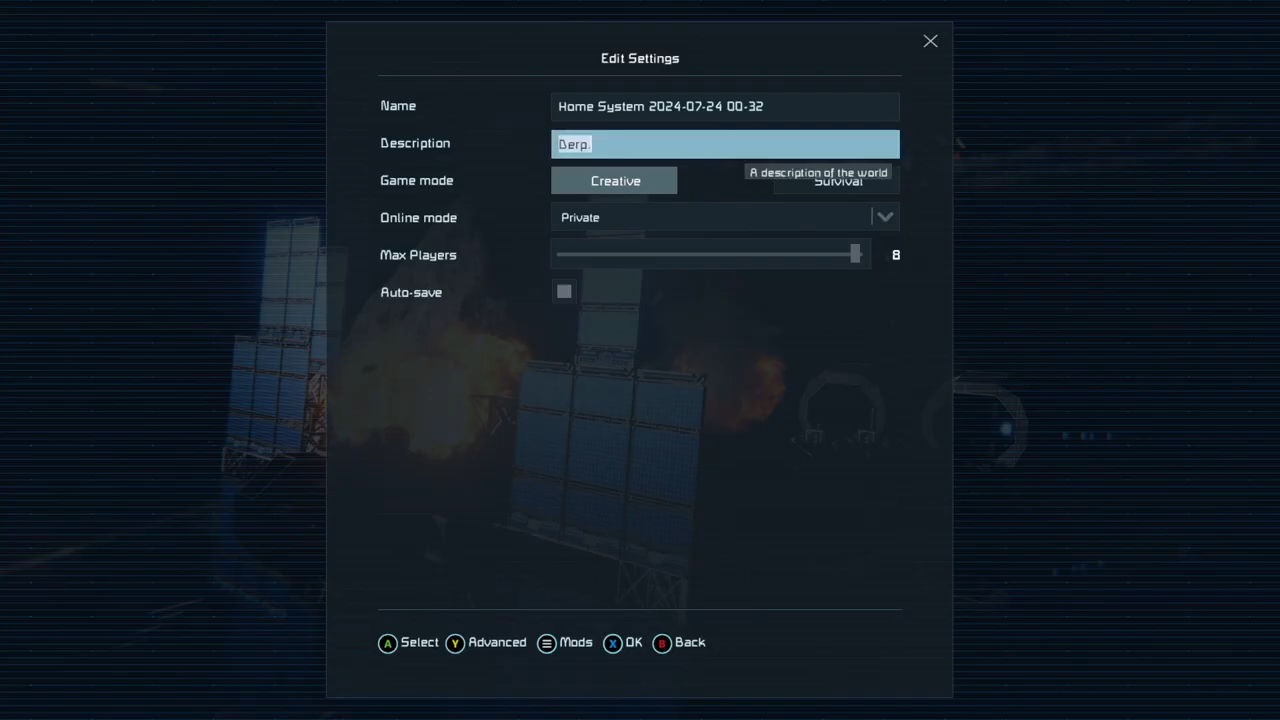 Edit Settings
Name
Home System 2024-07-24 00-32
Description
Derp.
A description of the world
Game mode
Creative
Survival
Online mode
Private
Max Players
8
Auto-save
A Select Y Advanced Mods X OK B Back